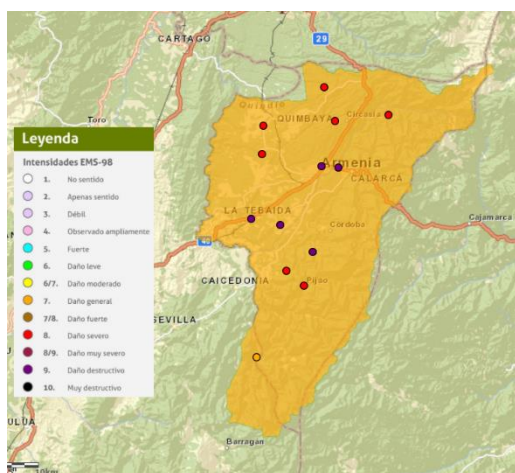 CARTAGO
29
Toro
Quindío
QUIMBAYA
Circasia
Leyenda
Intensidades EMS-98
1. No sentido
2. Apenas sentido
3. Débil
4. Observado ampliamente
5. Fuerte
6. Daño leve
6/7. Daño moderado
7. Daño general
7/8. Daño fuerte
8. Daño severo
8/9. Daño muy severo
9. Daño destructivo
10. Muy destructivo
Armenia
CALARCÁ
LA TEBAIDA
Cajamarca
Córdoba
40
CAICEDONIA
Pijao
SEVILLA
Barragán